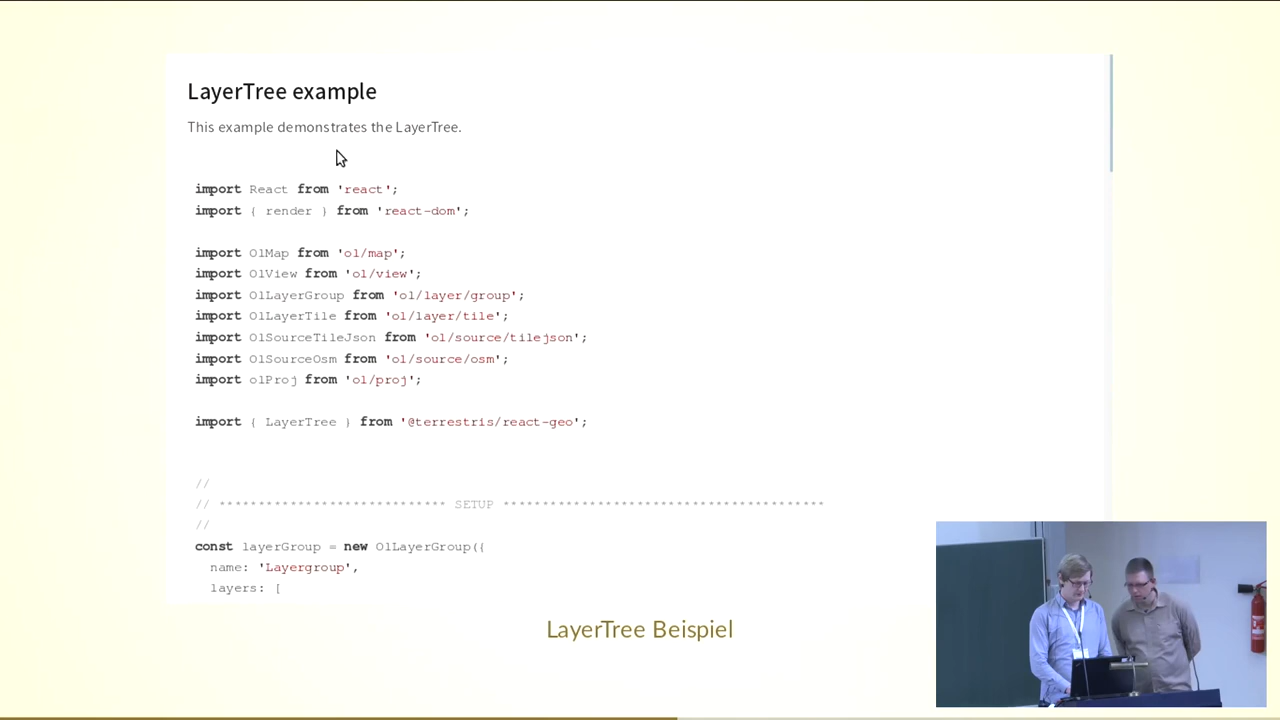 LayerTree example
This example demonstrates the LayerTree.
import React from 'react';
import { render } from 'react-dom';
import OlMap from 'ol/map';
import OlView from 'ol/view';
import OlLayerGroup from 'ol/layer/group';
import OlLayerTile from 'ol/layer/tile';
import OlSourceTileJson from 'ol/source/tilejson';
import OlSourceOsm from 'ol/source/osm';
import olProj from 'ol/proj';
import { LayerTree } from '@terrestris/react-geo';
//
// ***************************** SETUP *****************************************
//
const layerGroup = new OlLayerGroup({
name: 'Layergroup',
layers: [
LayerTree Beispiel